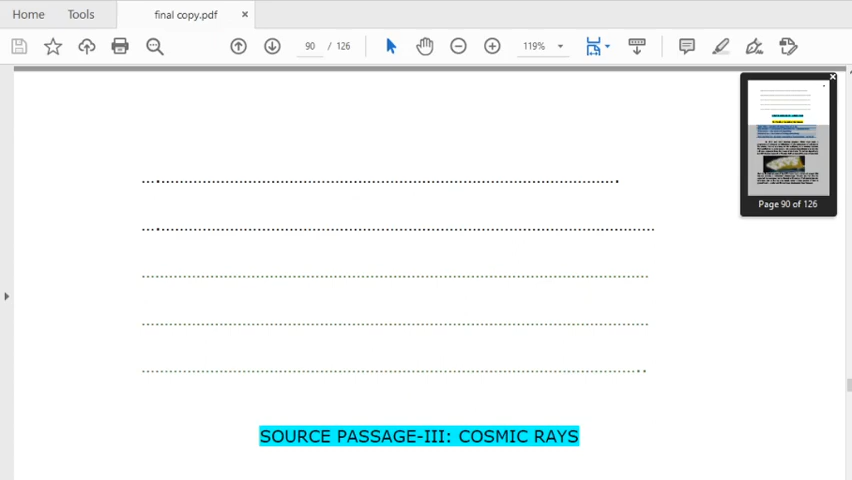 Home Tools final copy.pdf ×
90 / 126 119%
Page 90 of 126
SOURCE PASSAGE-III: COSMIC RAYS